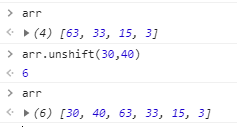 > arr
< ▶ (4) [63, 33, 15, 3]
> arr.unshift(30,40)
< 6
> arr
< ▶ (6) [30, 40, 63, 33, 15, 3]